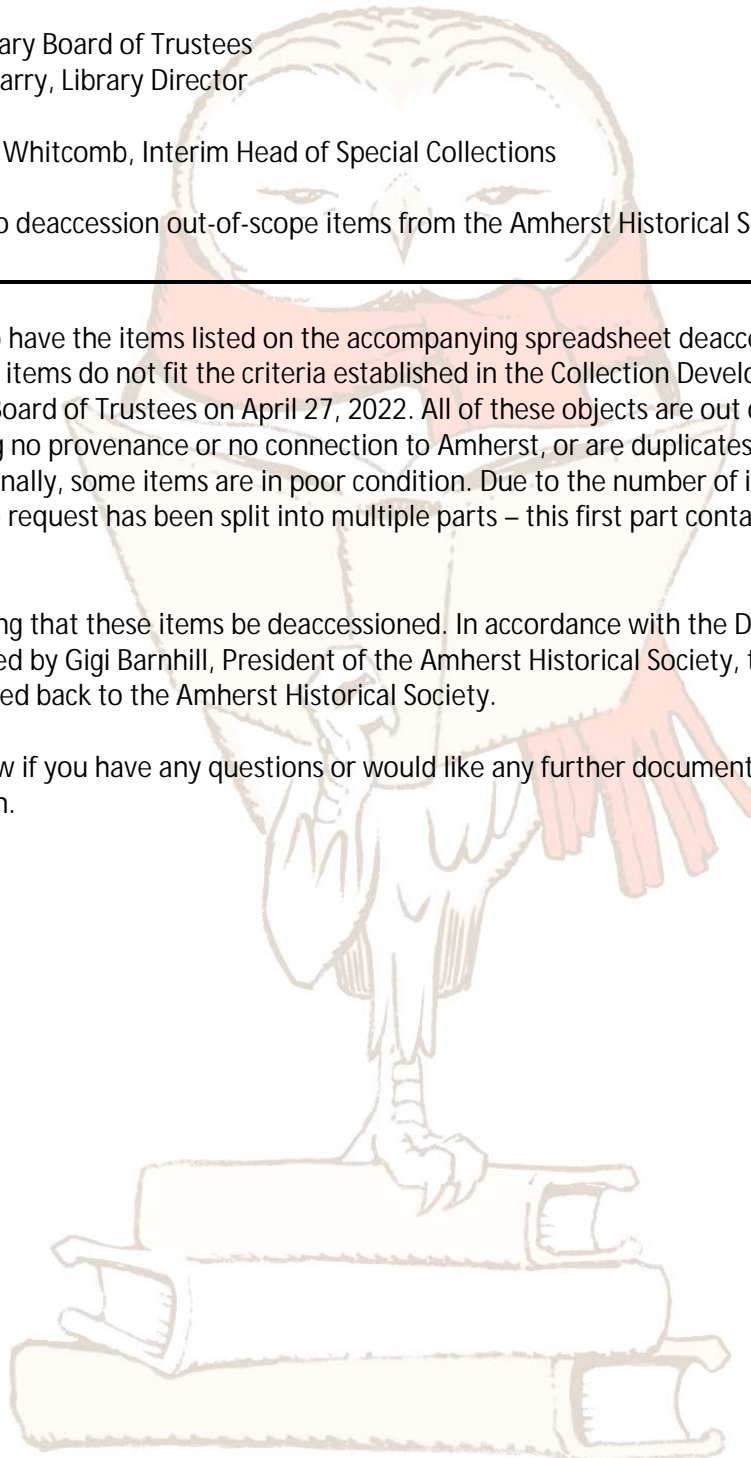 ary Board of Trustees
arry, Library Director
Whitcomb, Interim Head of Special Collections
o deaccession out-of-scope items from the Amherst Historical S
o have the items listed on the accompanying spreadsheet deacce
items do not fit the criteria established in the Collection Develo
Board of Trustees on April 27, 2022. All of these objects are out o
g no provenance or no connection to Amherst, or are duplicates
nally, some items are in poor condition. Due to the number of i
request has been split into multiple parts – this first part conta
ng that these items be deaccessioned. In accordance with the D
ed by Gigi Barnhill, President of the Amherst Historical Society, t
ed back to the Amherst Historical Society.
w if you have any questions or would like any further document
n.